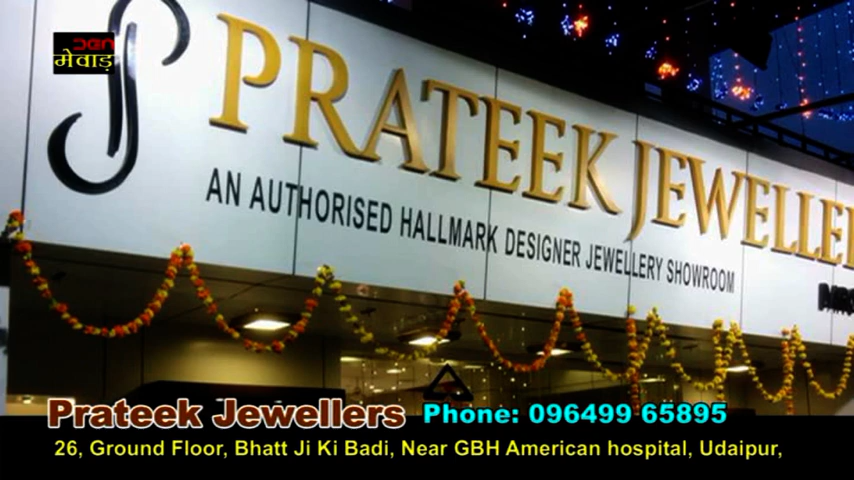 DEN
मेवाड़
PRATEEK JEWELLE
AN AUTHORISED HALLMARK DESIGNER JEWELLERY SHOWROOM
Prateek Jewellers Phone: 096499 65895
26, Ground Floor, Bhatt Ji Ki Badi, Near GBH American hospital, Udaipur,